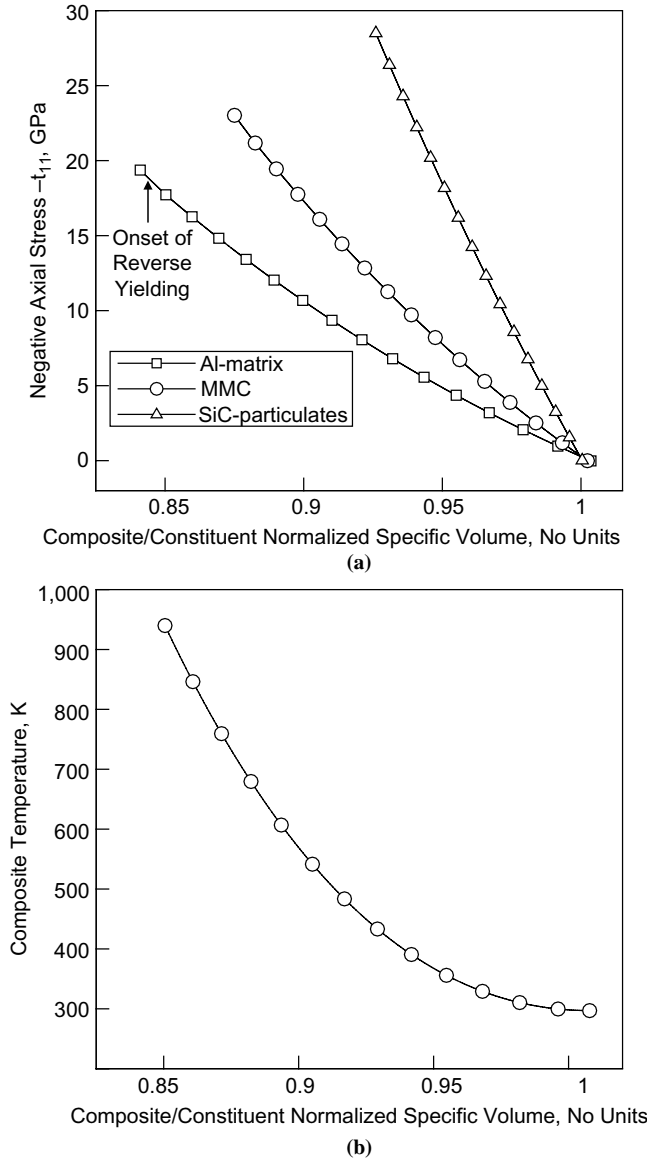 30
25
20
15
10
5
0
Negative Axial Stress –t11, GPa
Onset of
Reverse
Yielding
Al-matrix
MMC
SiC-particulates
0.85 0.9 0.95 1
Composite/Constituent Normalized Specific Volume, No Units
(a)
1,000
900
800
700
600
500
400
300
Composite Temperature, K
0.85 0.9 0.95 1
Composite/Constituent Normalized Specific Volume, No Units
(b)